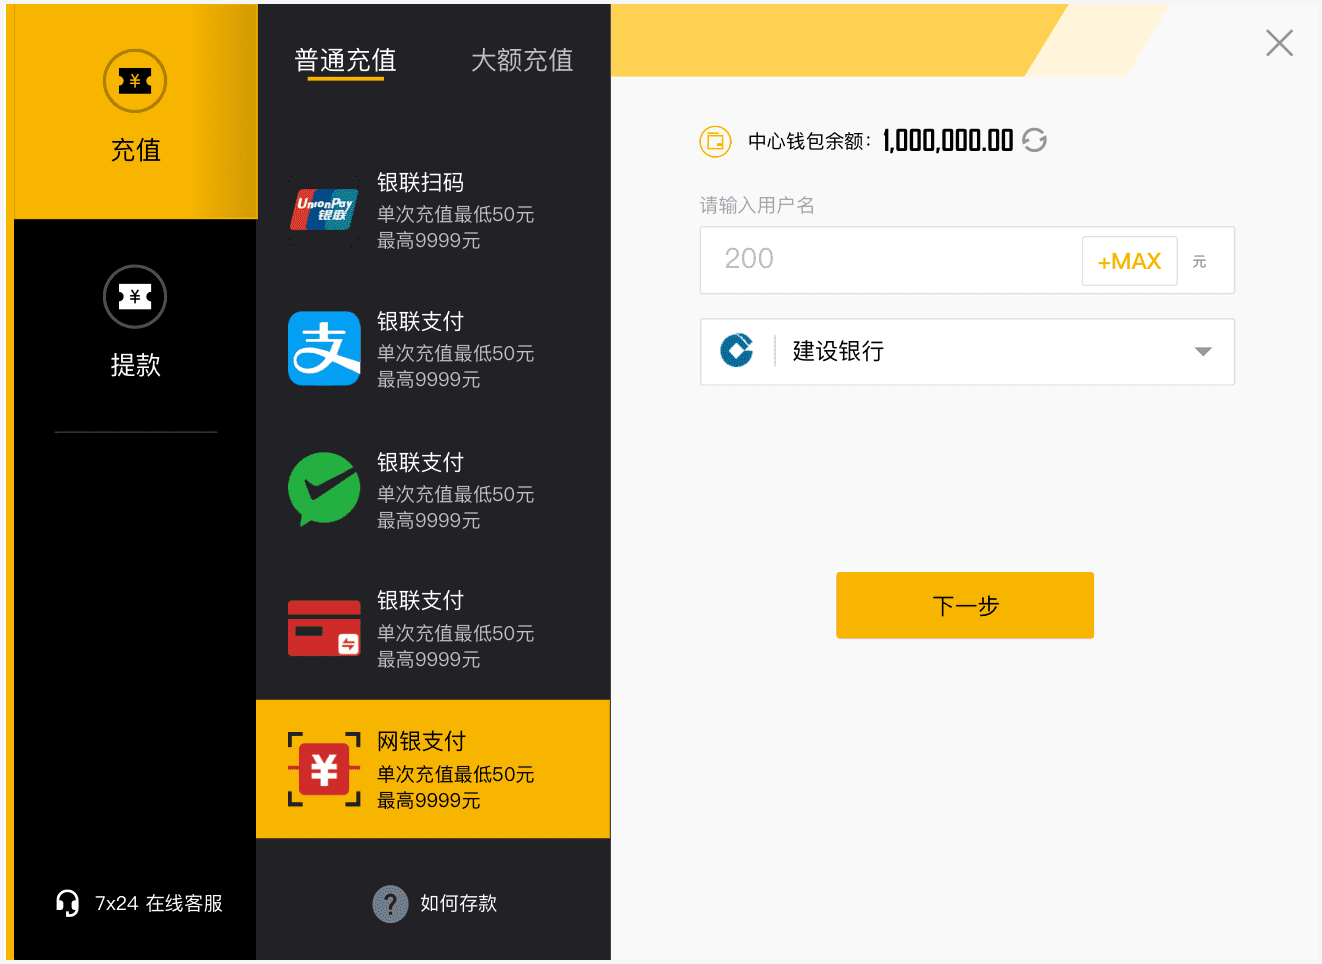 充值
提款
7x24 在线客服
普通充值
大额充值
UnionPay
银联
银联扫码
单次充值最低50元
最高9999元
支
银联支付
单次充值最低50元
最高9999元
银联支付
单次充值最低50元
最高9999元
银联支付
单次充值最低50元
最高9999元
¥
网银支付
单次充值最低50元
最高9999元
? 如何存款
中心钱包余额: 1,000,000.00
请输入用户名
200 +MAX 元
建设银行
下一步